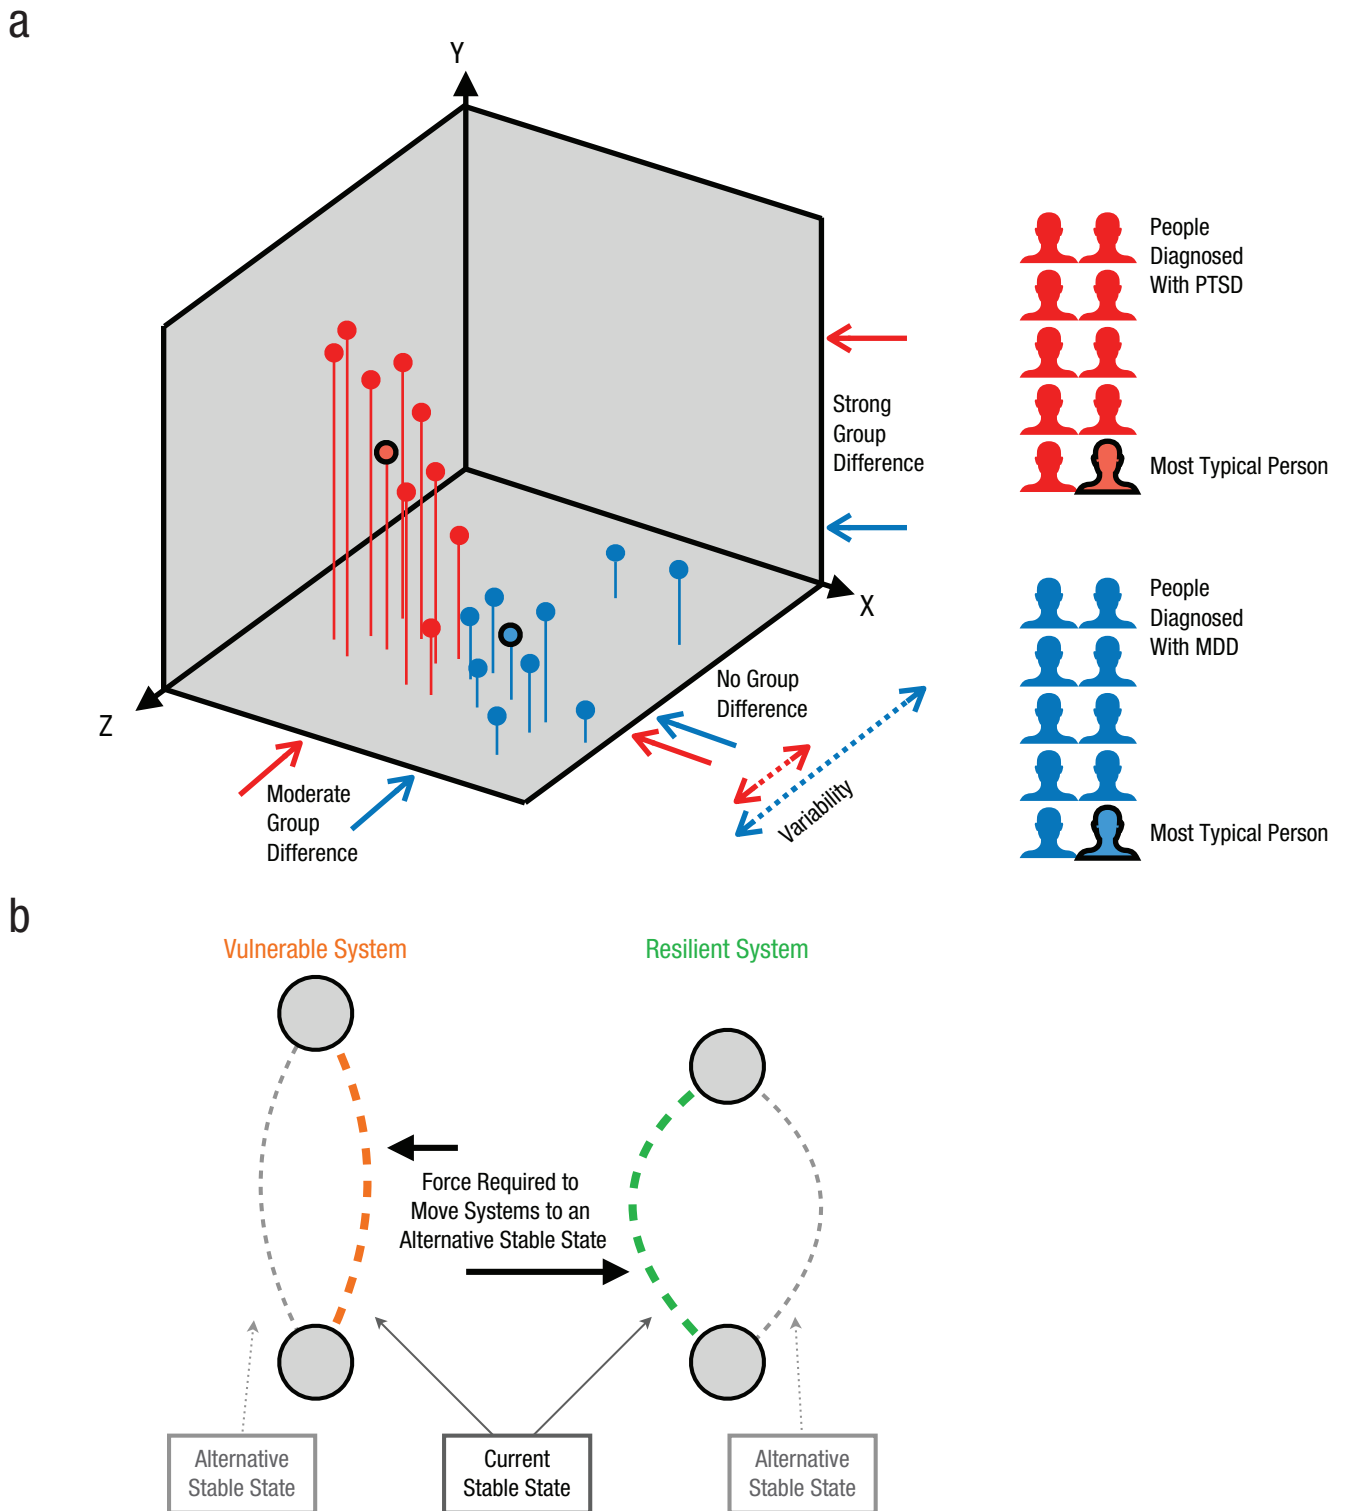 a
Y
X
Z
Strong
Group
Difference
No Group
Difference
Moderate
Group
Difference
Variability
People
Diagnosed
With PTSD
Most Typical Person
People
Diagnosed
With MDD
Most Typical Person
b
Vulnerable System
Resilient System
Force Required to
Move Systems to an
Alternative Stable State
Alternative
Stable State
Current
Stable State
Alternative
Stable State